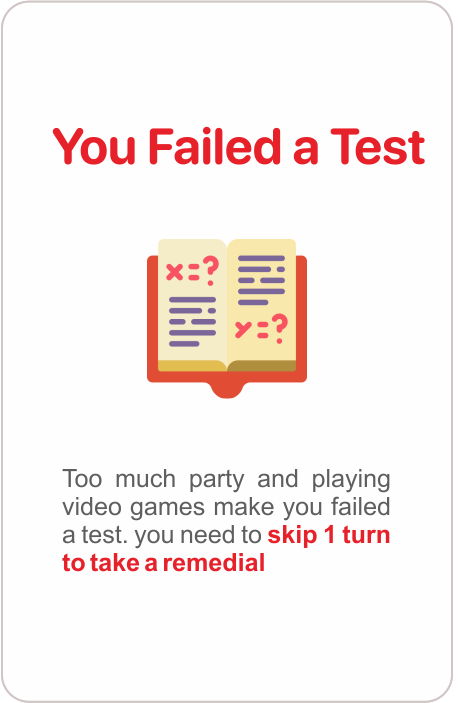 You Failed a Test
x=?
y=?
Too much party and playing
video games make you failed
a test. you need to skip 1 turn
to take a remedial